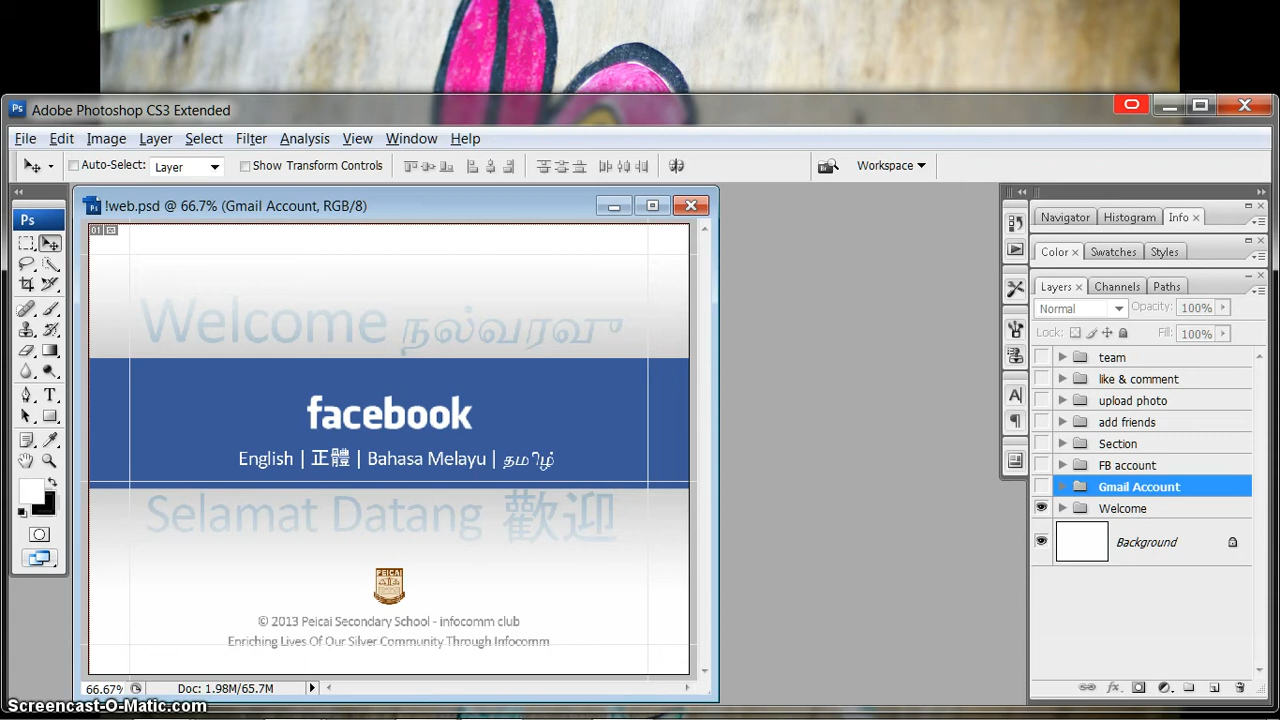 Adobe Photoshop CS3 Extended
File Edit Image Layer Select Filter Analysis View Window Help
Auto-Select: Layer Show Transform Controls Workspace
!web.psd @ 66.7% (Gmail Account, RGB/8)
Ps
01
Welcome நல்வரவு
facebook
English | 正體 | Bahasa Melayu | தமிழ்
Selamat Datang 歡迎
PEICAI
© 2013 Peicai Secondary School - infocomm club
Enriching Lives Of Our Silver Community Through Infocomm
66.67% Doc: 1.98M/65.7M
Navigator Histogram Info
Color Swatches Styles
Layers Channels Paths
Normal Opacity: 100%
Lock: Fill: 100%
team
like & comment
upload photo
add friends
Section
FB account
Gmail Account
Welcome
Background
Screencast-O-Matic.com